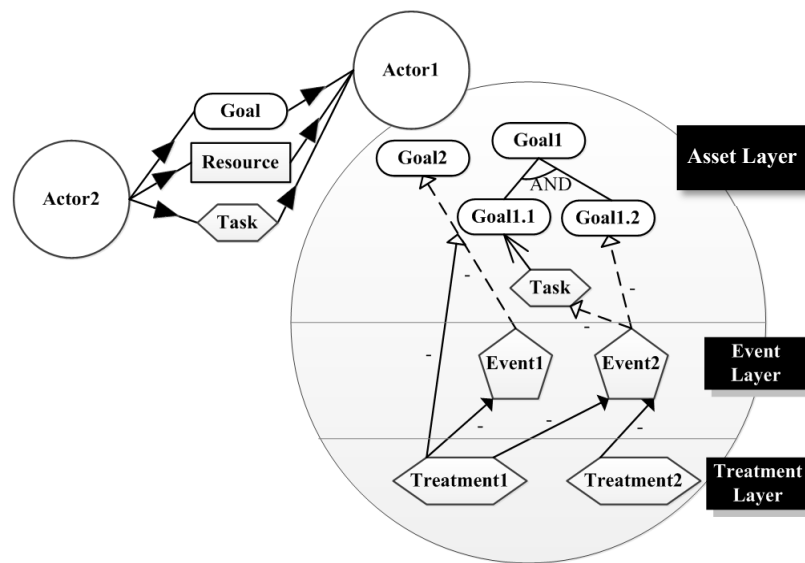 Actor1
Goal
Resource
Actor2
Task
Goal1
Goal2
Asset Layer
AND
Goal1.1
Goal1.2
-
Task
-
-
Event1
Event2
Event
Layer
-
-
-
-
Treatment1
Treatment2
Treatment
Layer